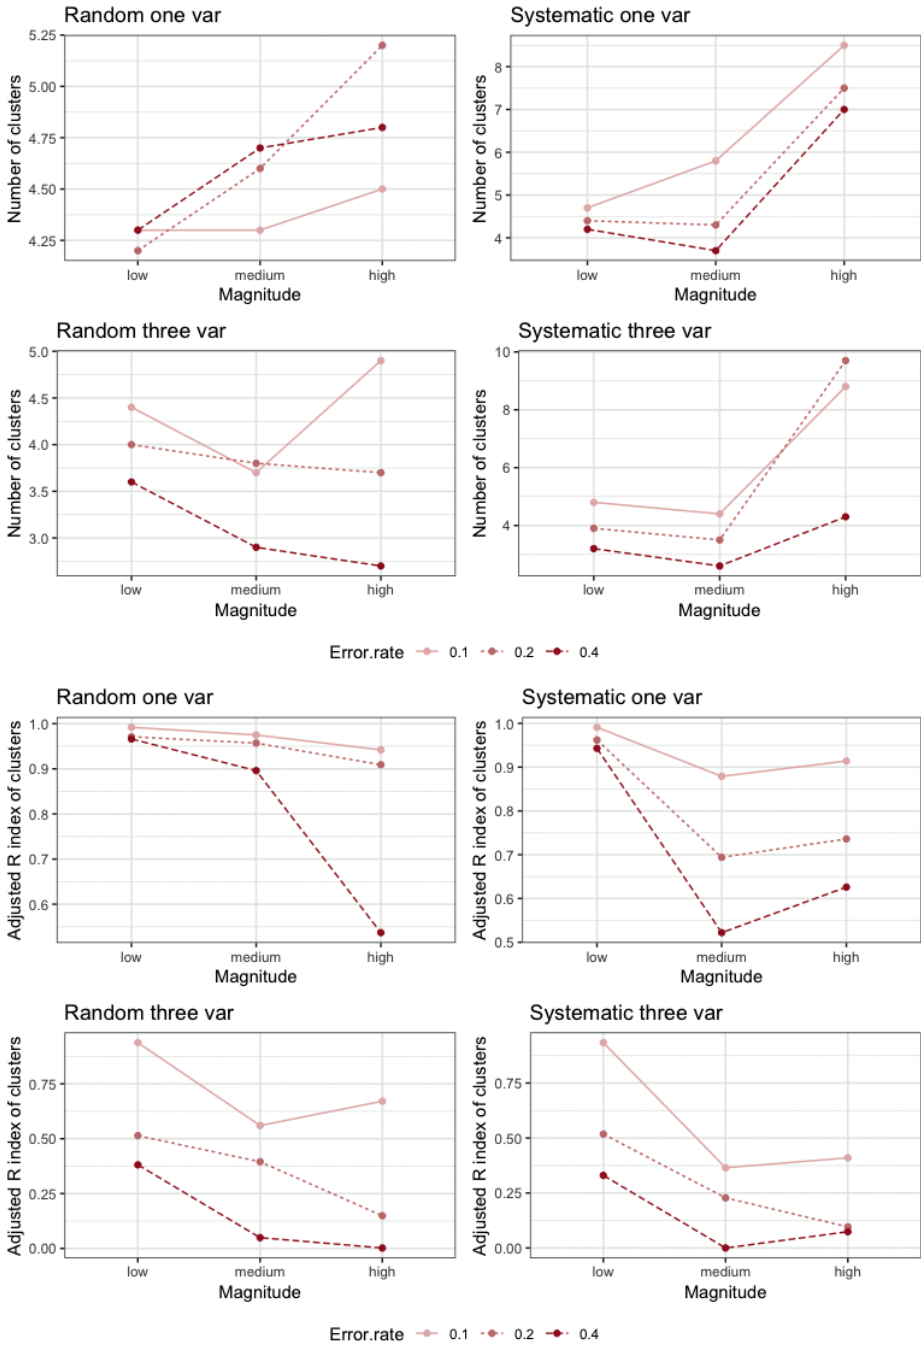 Random one var
Systematic one var
Number of clusters
5.25
5.00
4.75
4.50
4.25
low medium high
Magnitude
Number of clusters
8
7
6
5
4
low medium high
Magnitude
Random three var
Systematic three var
Number of clusters
5.0
4.5
4.0
3.5
3.0
low medium high
Magnitude
Number of clusters
10
8
6
4
low medium high
Magnitude
Error.rate 0.1 0.2 0.4
Random one var
Systematic one var
Adjusted R index of clusters
1.0
0.9
0.8
0.7
0.6
low medium high
Magnitude
Adjusted R index of clusters
1.0
0.9
0.8
0.7
0.6
0.5
low medium high
Magnitude
Random three var
Systematic three var
Adjusted R index of clusters
0.75
0.50
0.25
0.00
low medium high
Magnitude
Adjusted R index of clusters
0.75
0.50
0.25
0.00
low medium high
Magnitude
Error.rate 0.1 0.2 0.4